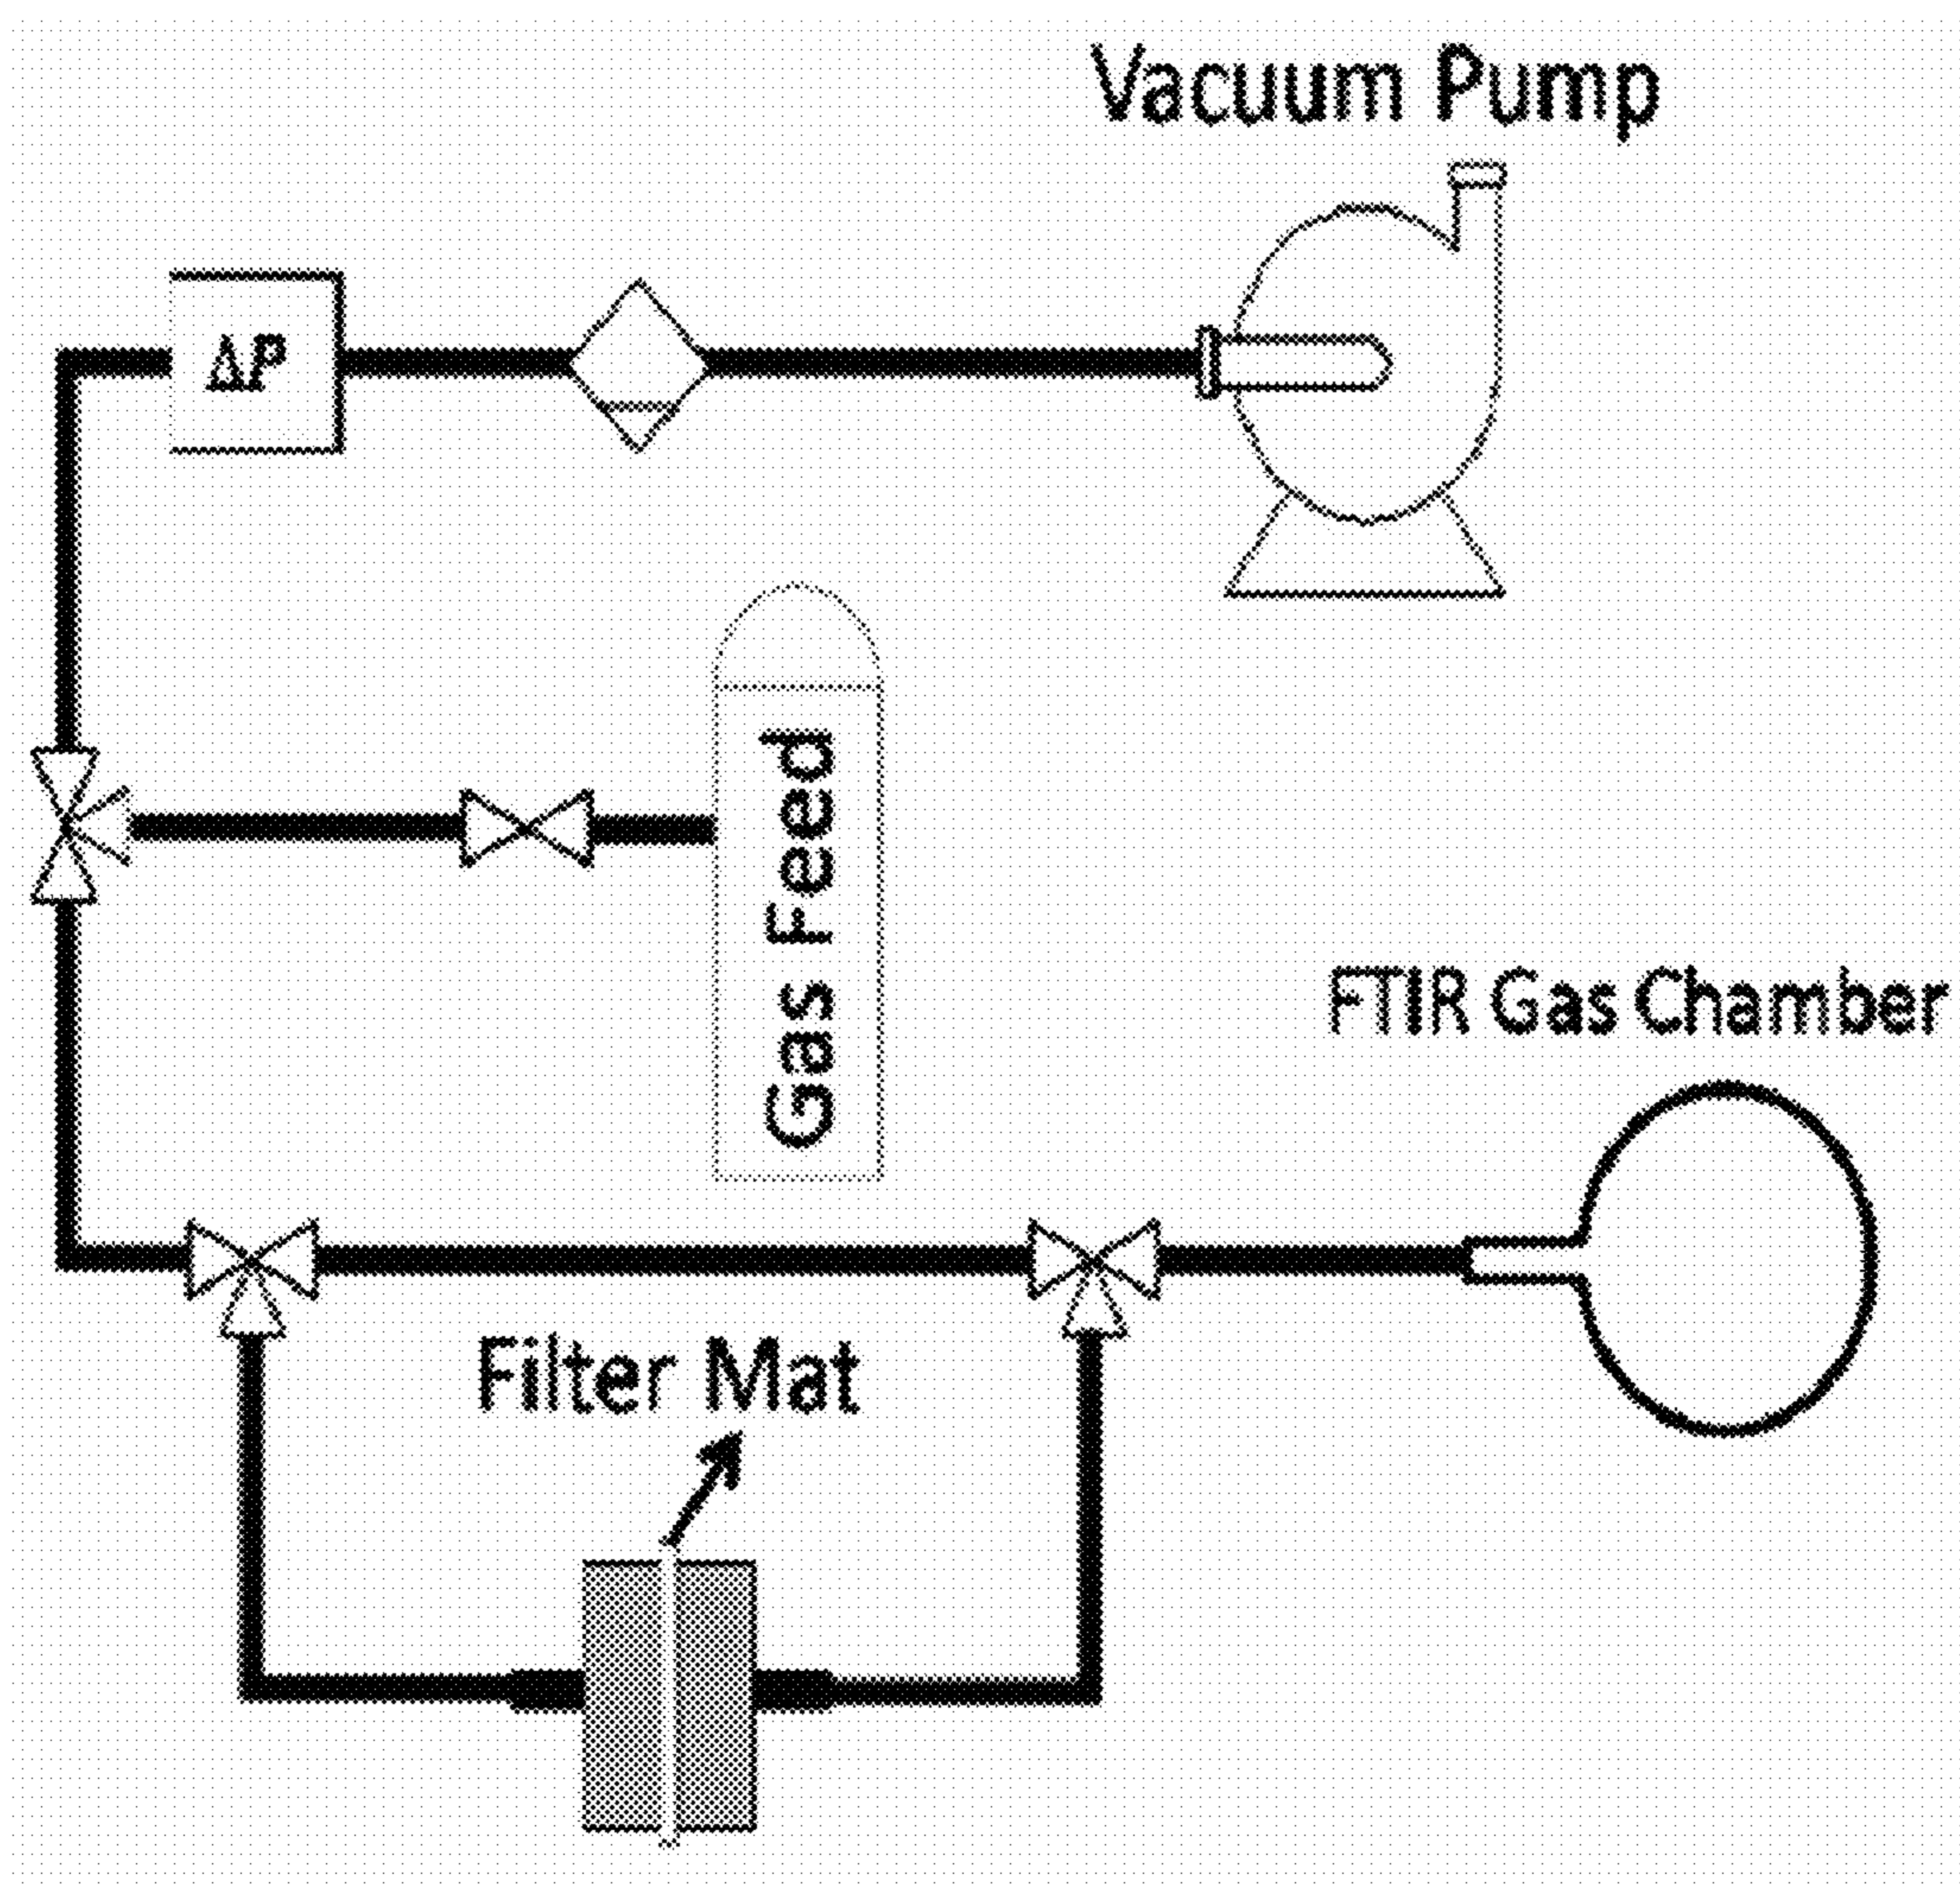 Vacuum Pump
ΔP
Gas Feed
FTIR Gas Chamber
Filter Mat